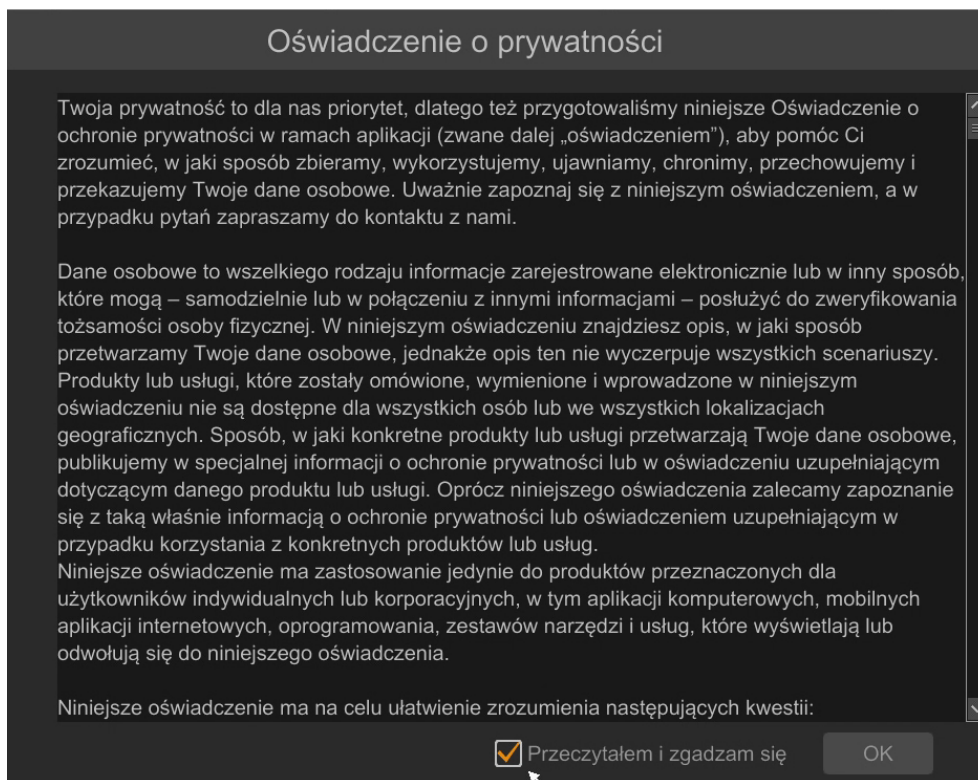 Oświadczenie o prywatności
Twoja prywatność to dla nas priorytet, dlatego też przygotowaliśmy niniejsze Oświadczenie o
ochronie prywatności w ramach aplikacji (zwane dalej „oświadczeniem”), aby pomóc Ci
zrozumieć, w jaki sposób zbieramy, wykorzystujemy, ujawniamy, chronimy, przechowujemy i
przekazujemy Twoje dane osobowe. Uważnie zapoznaj się z niniejszym oświadczeniem, a w
przypadku pytań zapraszamy do kontaktu z nami.
Dane osobowe to wszelkiego rodzaju informacje zarejestrowane elektronicznie lub w inny sposób,
które mogą – samodzielnie lub w połączeniu z innymi informacjami – posłużyć do zweryfikowania
tożsamości osoby fizycznej. W niniejszym oświadczeniu znajdziesz opis, w jaki sposób
przetwarzamy Twoje dane osobowe, jednakże opis ten nie wyczerpuje wszystkich scenariuszy.
Produkty lub usługi, które zostały omówione, wymienione i wprowadzone w niniejszym
oświadczeniu nie są dostępne dla wszystkich osób lub we wszystkich lokalizacjach
geograficznych. Sposób, w jaki konkretne produkty lub usługi przetwarzają Twoje dane osobowe,
publikujemy w specjalnej informacji o ochronie prywatności lub w oświadczeniu uzupełniającym
dotyczącym danego produktu lub usługi. Oprócz niniejszego oświadczenia zalecamy zapoznanie
się z taką właśnie informacją o ochronie prywatności lub oświadczeniem uzupełniającym w
przypadku korzystania z konkretnych produktów lub usług.
Niniejsze oświadczenie ma zastosowanie jedynie do produktów przeznaczonych dla
użytkowników indywidualnych lub korporacyjnych, w tym aplikacji komputerowych, mobilnych
aplikacji internetowych, oprogramowania, zestawów narzędzi i usług, które wyświetlają lub
odwołują się do niniejszego oświadczenia.
Niniejsze oświadczenie ma na celu ułatwienie zrozumienia następujących kwestii:
Przeczytałem i zgadzam się
OK